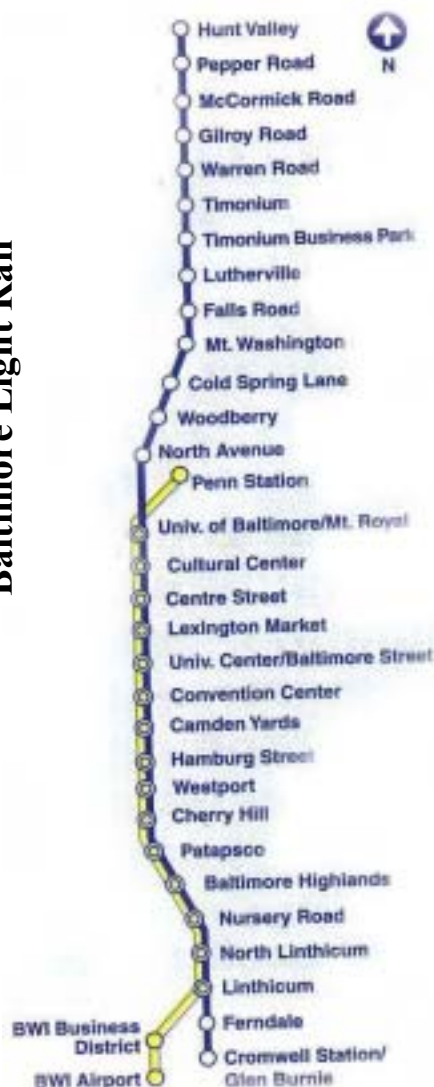 Baltimore Light Rail
N
Hunt Valley
Pepper Road
McCormick Road
Gilroy Road
Warren Road
Timonium
Timonium Business Park
Lutherville
Falls Road
Mt. Washington
Cold Spring Lane
Woodberry
North Avenue
Penn Station
Univ. of Baltimore/Mt. Royal
Cultural Center
Centre Street
Lexington Market
Univ. Center/Baltimore Street
Convention Center
Camden Yards
Hamburg Street
Westport
Cherry Hill
Patapsco
Baltimore Highlands
Nursery Road
North Linthicum
Linthicum
Ferndale
Cromwell Station/
Glen Burnie
BWI Business
District
BWI Airport